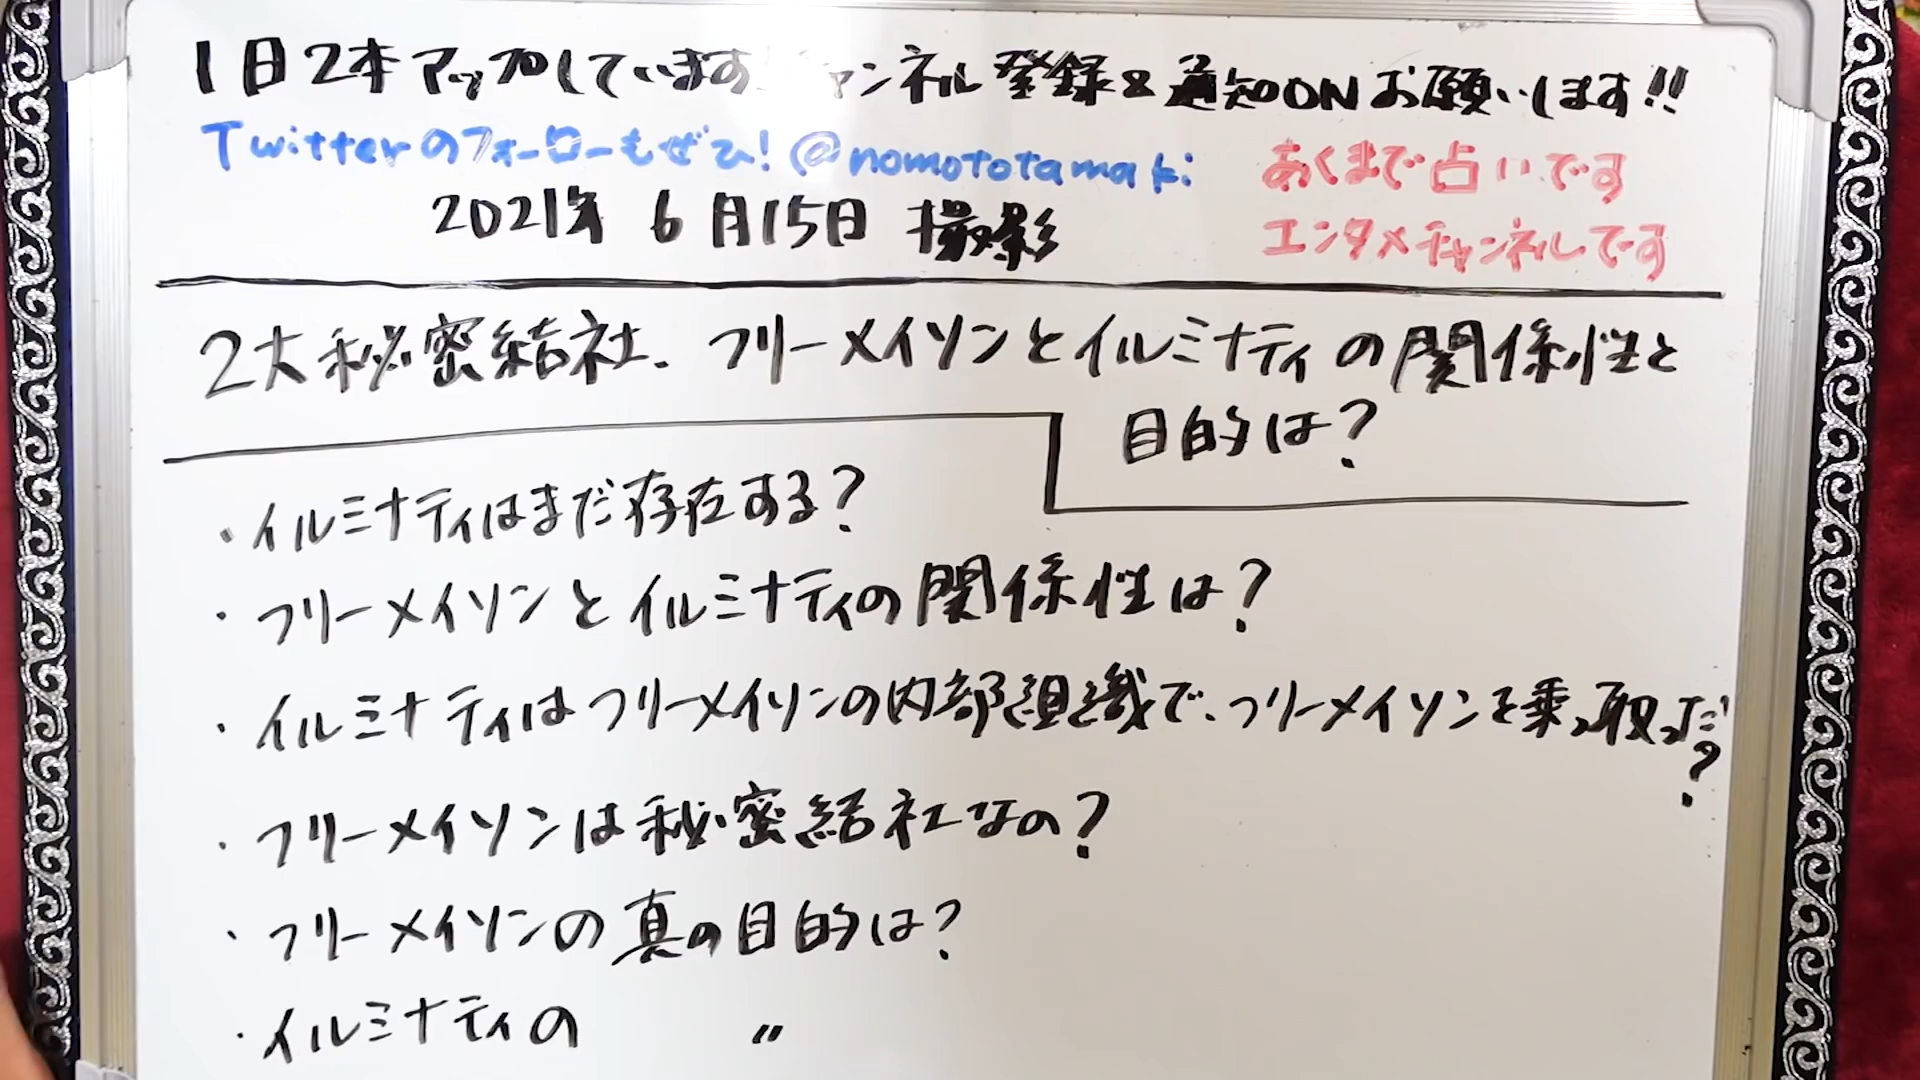 1日2本アップしています チャンネル登録&通知ONお願いします!!
Twitterのフォローもぜひ!@nomototamaki
あくまで占いです
2021年 6月15日 撮影
エンタメチャンネルです
2大秘密結社、フリーメイソンとイルミナティの関係性と
目的は?
・イルミナティはまだ存在する?
・フリーメイソンとイルミナティの関係性は?
・イルミナティはフリーメイソンの内部組織で、フリーメイソンを乗っ取った
?
・フリーメイソンは秘密結社なの?
・フリーメイソンの真の目的は?
・イルミナティの 〃